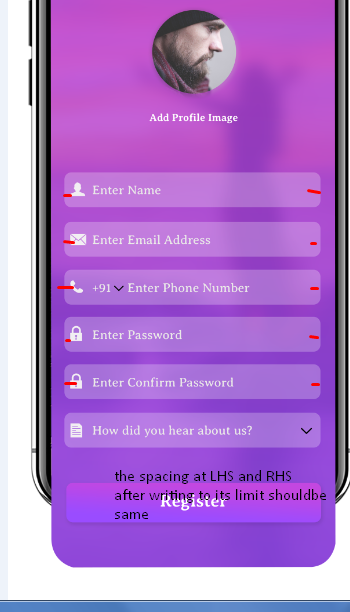 Add Profile Image
Enter Name
Enter Email Address
+91 Enter Phone Number
Enter Password
Enter Confirm Password
How did you hear about us?
the spacing at LHS and RHS
after writing to its limit shouldbe
same
Register